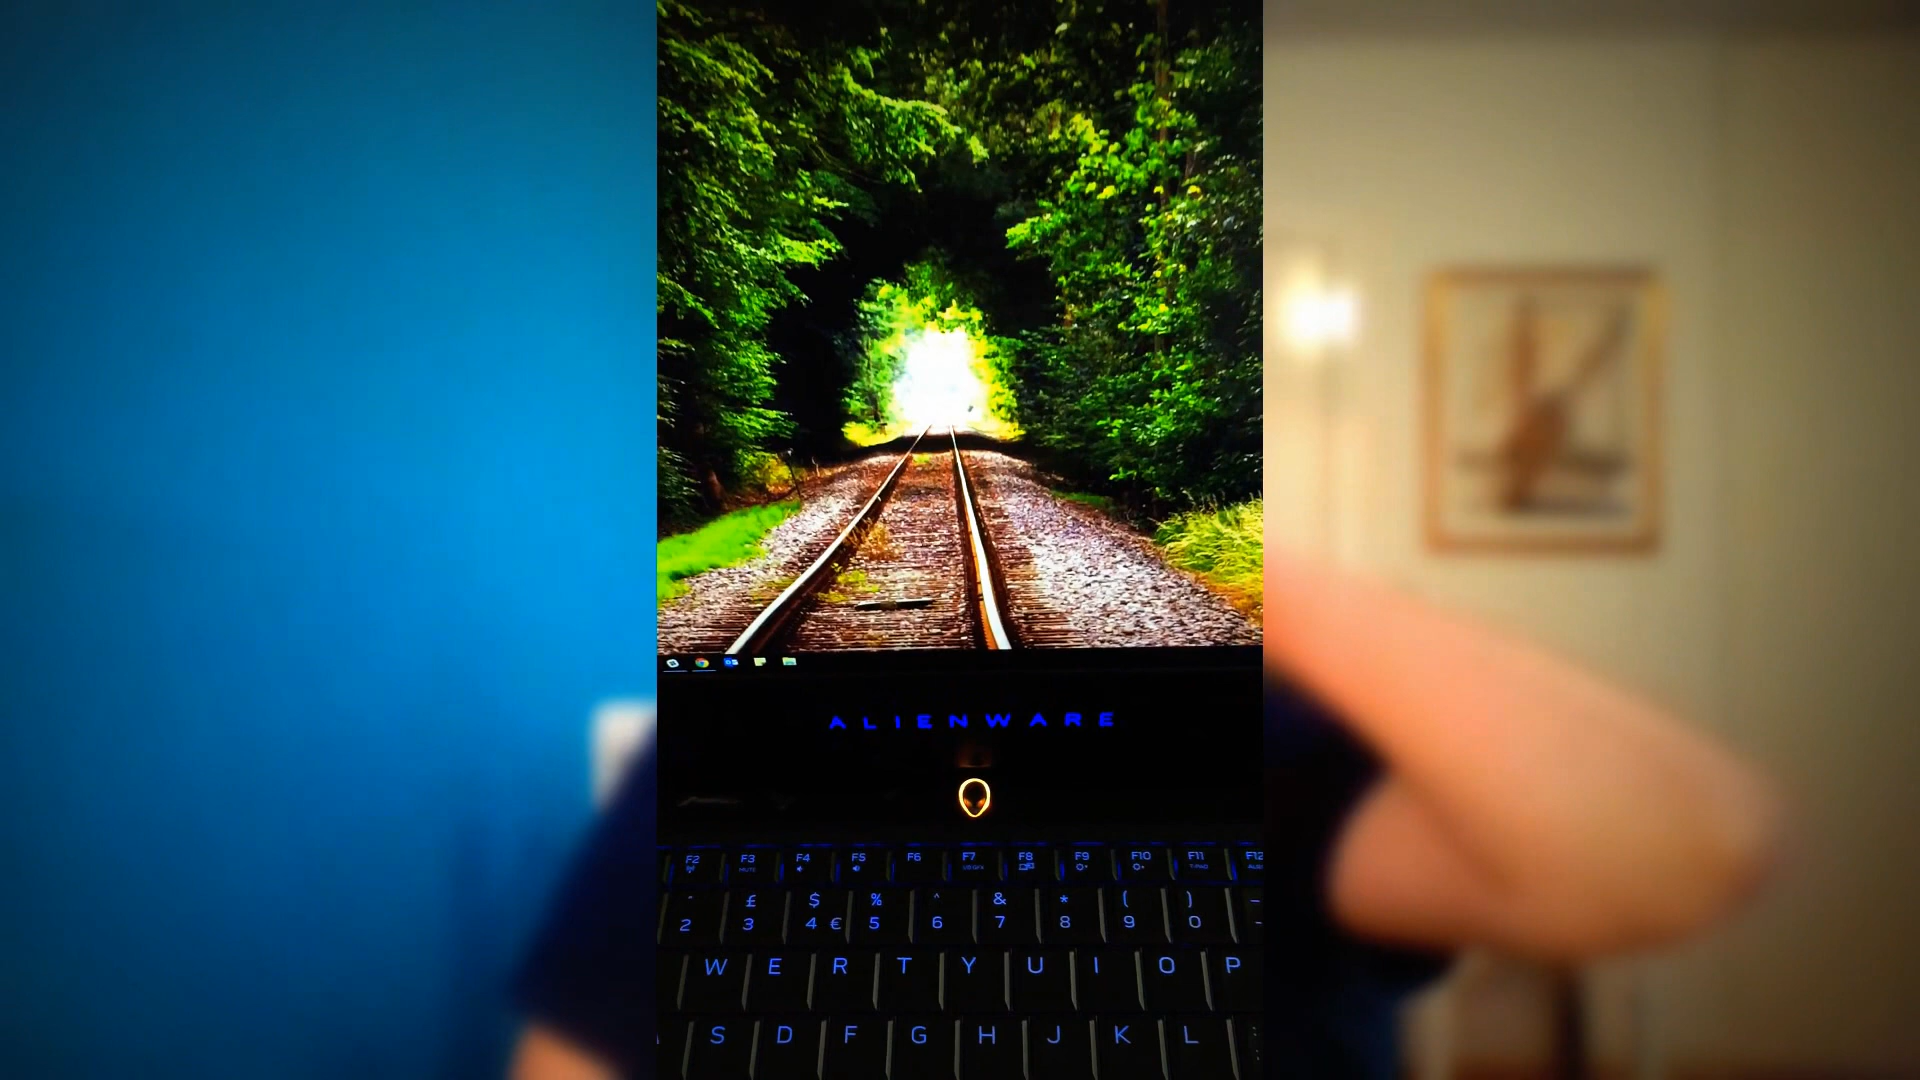 ALIENWARE
F2 F3 F4 F5 F6 F7 F8 F9 F10 F11 F12
MUTE
" £ $ % ^ & * ( ) _
2 3 4 € 5 6 7 8 9 0 -
W E R T Y U I O P
S D F G H J K L